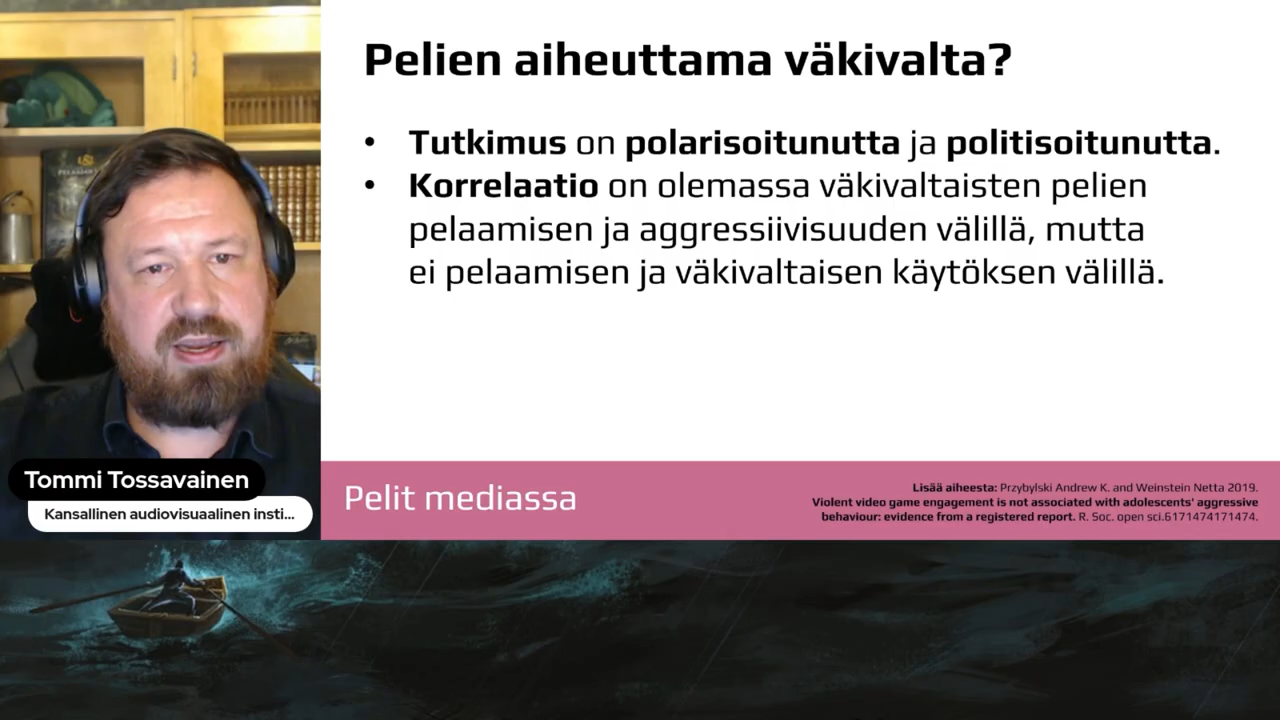 Pelien aiheuttama väkivalta?
• Tutkimus on polarisoitunutta ja politisoitunutta.
• Korrelaatio on olemassa väkivaltaisten pelien
pelaamisen ja aggressiivisuuden välillä, mutta
ei pelaamisen ja väkivaltaisen käytöksen välillä.
Tommi Tossavainen
Kansallinen audiovisuaalinen insti...
Pelit mediassa
Lisää aiheesta: Przybylski Andrew K. and Weinstein Netta 2019.
Violent video game engagement is not associated with adolescents' aggressive
behaviour: evidence from a registered report. R. Soc. open sci.6171474171474.